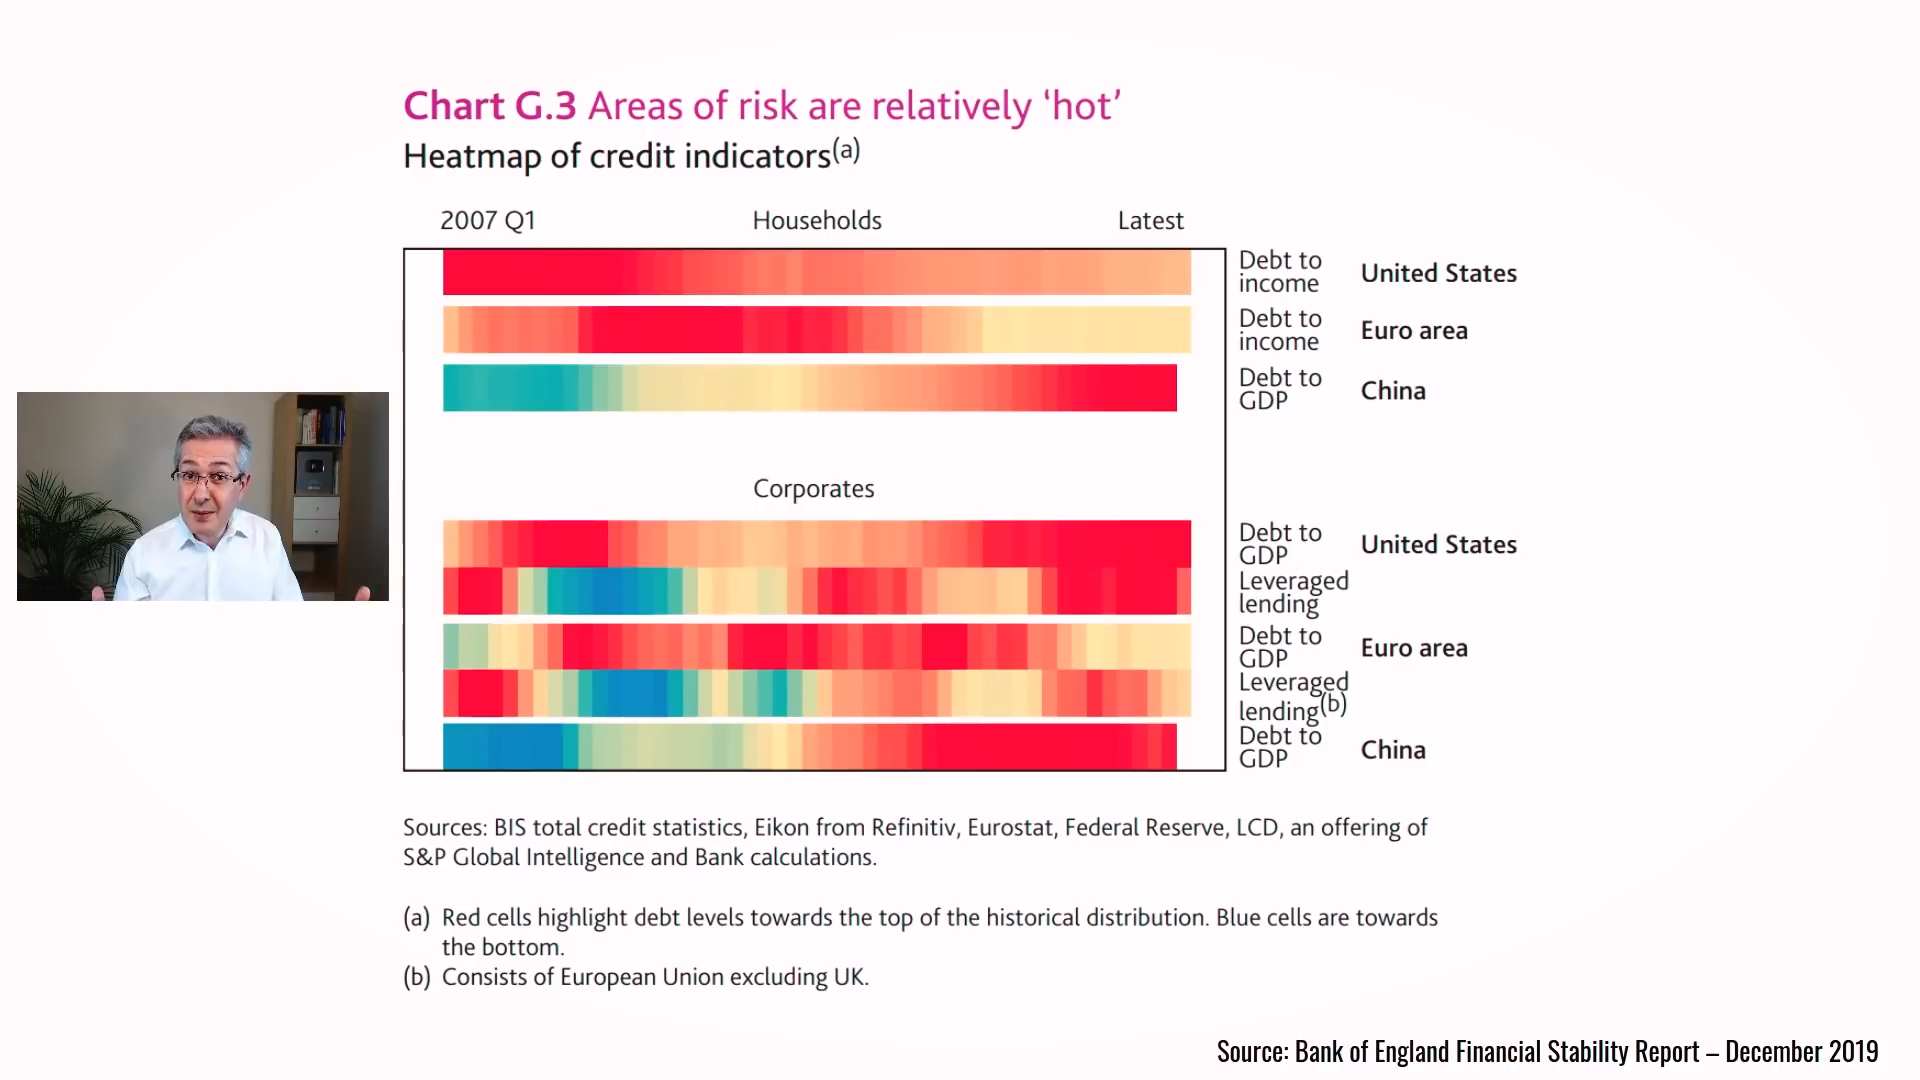 Chart G.3 Areas of risk are relatively ‘hot’
Heatmap of credit indicators(a)
2007 Q1 Households Latest
Debt to
income
United States
Debt to
income
Euro area
Debt to
GDP
China
Corporates
Debt to
GDP
United States
Leveraged
lending
Debt to
GDP
Euro area
Leveraged
lending(b)
Debt to
GDP
China
Sources: BIS total credit statistics, Eikon from Refinitiv, Eurostat, Federal Reserve, LCD, an offering of
S&P Global Intelligence and Bank calculations.
(a) Red cells highlight debt levels towards the top of the historical distribution. Blue cells are towards
the bottom.
(b) Consists of European Union excluding UK.
Source: Bank of England Financial Stability Report – December 2019